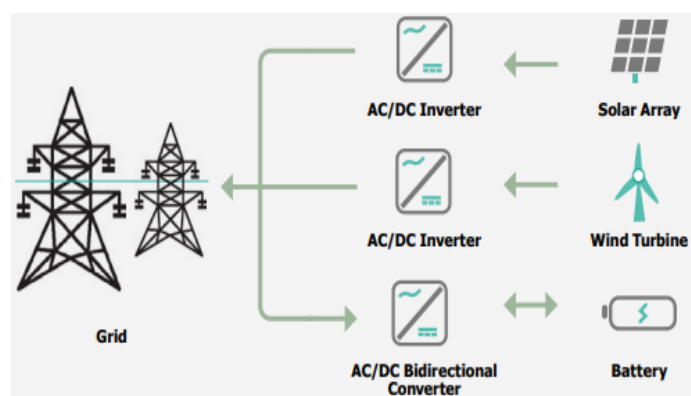 AC/DC Inverter
Solar Array
AC/DC Inverter
Wind Turbine
Grid
AC/DC Bidirectional
Converter
Battery